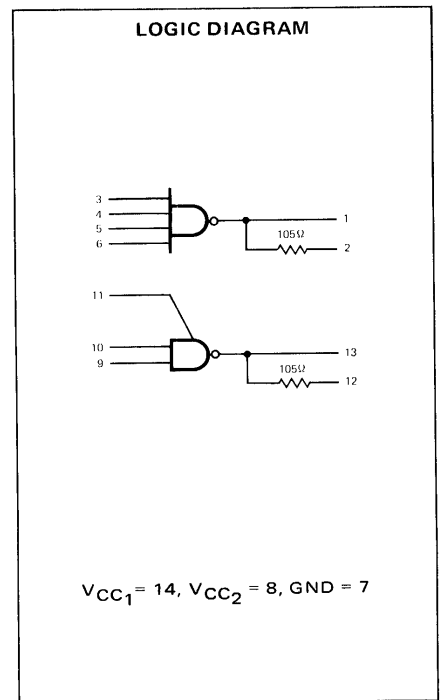 LOGIC DIAGRAM
3
4
5
6
1
105Ω
2
11
10
9
13
105Ω
12
VCC1 = 14, VCC2 = 8, GND = 7